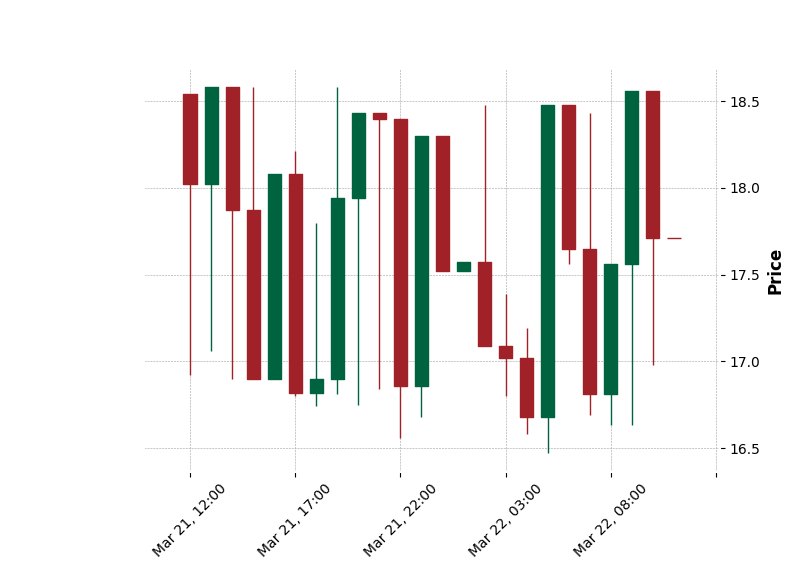 18.5
18.0
17.5
17.0
16.5
Price
Mar 21, 12:00
Mar 21, 17:00
Mar 21, 22:00
Mar 22, 03:00
Mar 22, 08:00